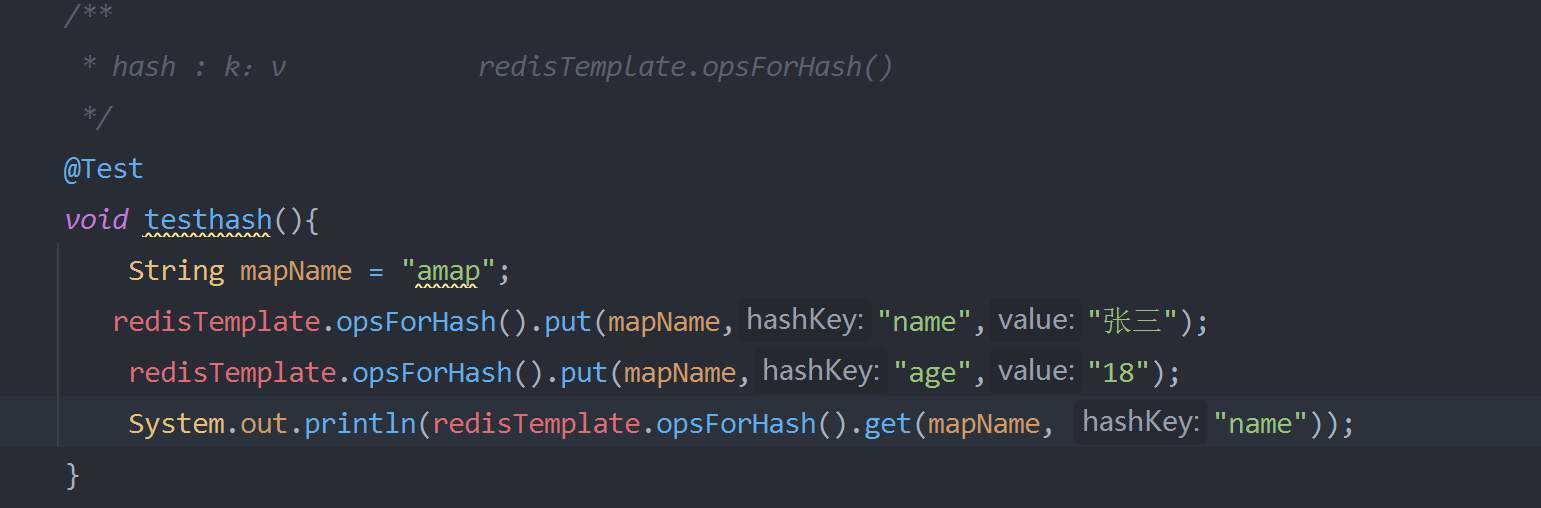 /**
 * hash : k：v            redisTemplate.opsForHash()
 */
@Test
void testhash(){
    String mapName = "amap";
   redisTemplate.opsForHash().put(mapName, hashKey: "name", value: "张三");
    redisTemplate.opsForHash().put(mapName, hashKey: "age", value: "18");
    System.out.println(redisTemplate.opsForHash().get(mapName, hashKey: "name"));
}